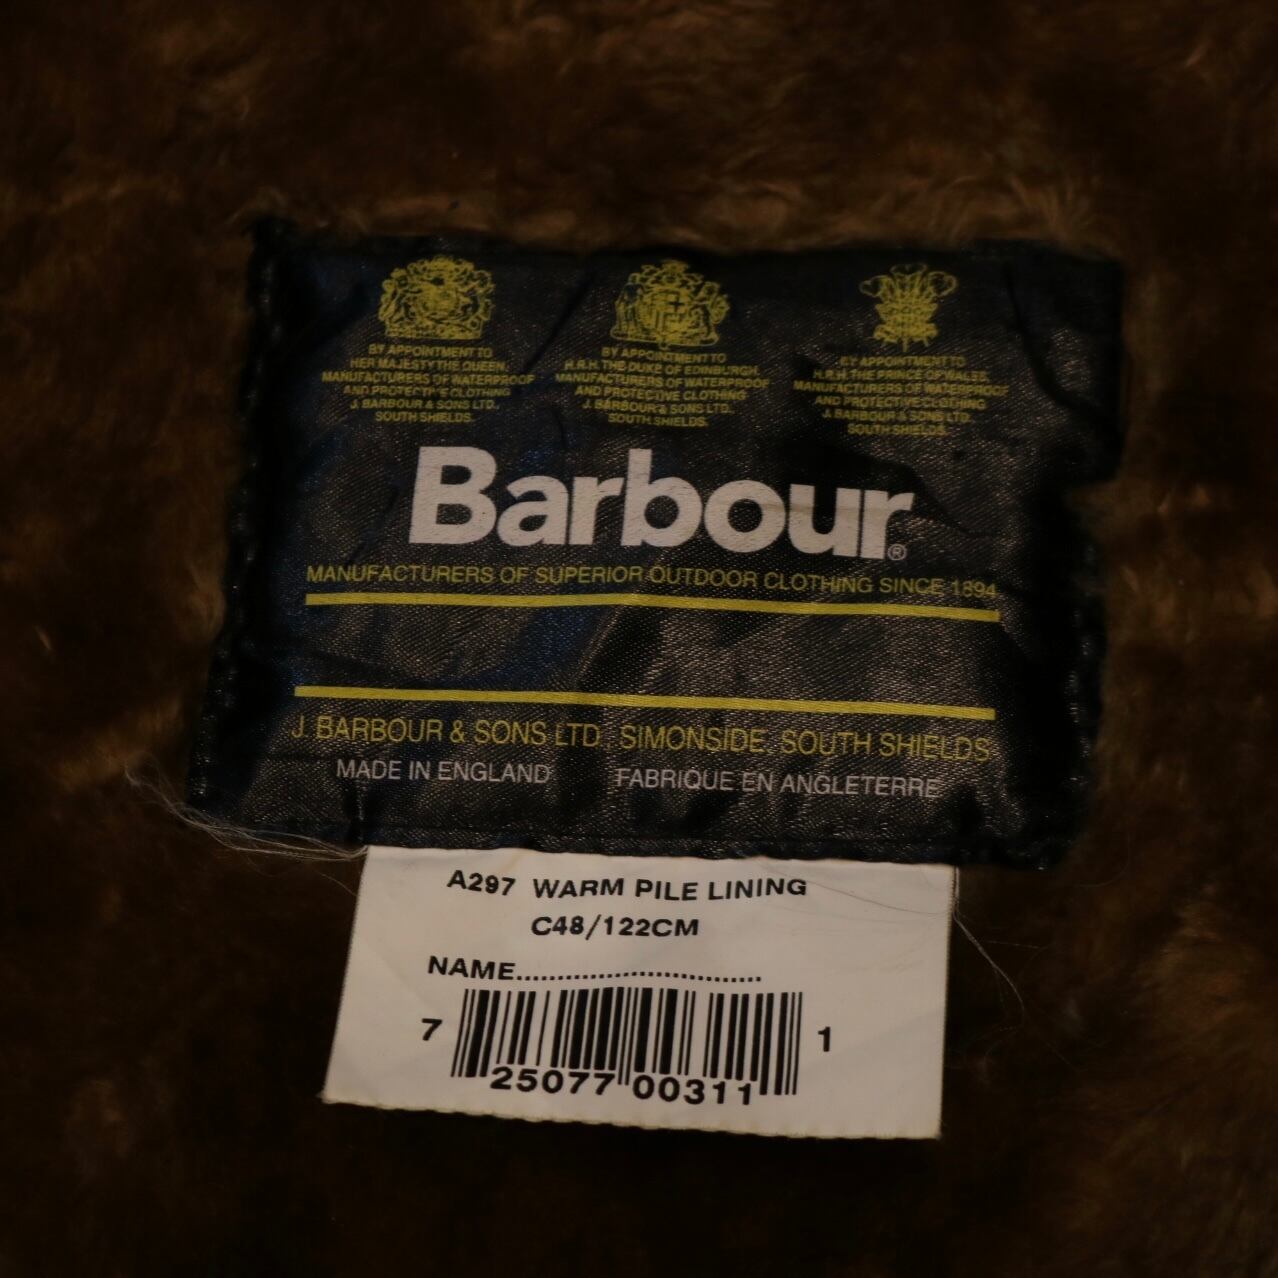 BY APPOINTMENT TO
HER MAJESTY THE QUEEN.
MANUFACTURERS OF WATERPROOF
AND PROTECTIVE CLOTHING
J. BARBOUR & SONS LTD.,
SOUTH SHIELDS.
BY APPOINTMENT TO
H.R.H. THE DUKE OF EDINBURGH.
MANUFACTURERS OF WATERPROOF
AND PROTECTIVE CLOTHING
J. BARBOUR & SONS LTD.,
SOUTH SHIELDS.
BY APPOINTMENT TO
H.R.H. THE PRINCE OF WALES.
MANUFACTURERS OF WATERPROOF
AND PROTECTIVE CLOTHING
J. BARBOUR & SONS LTD.
SOUTH SHIELDS.
Barbour®
MANUFACTURERS OF SUPERIOR OUTDOOR CLOTHING SINCE 1894
J. BARBOUR & SONS LTD, SIMONSIDE, SOUTH SHIELDS
MADE IN ENGLAND FABRIQUE EN ANGLETERRE
A297 WARM PILE LINING
C48/122CM
NAME..............................
7 25077 00311 1